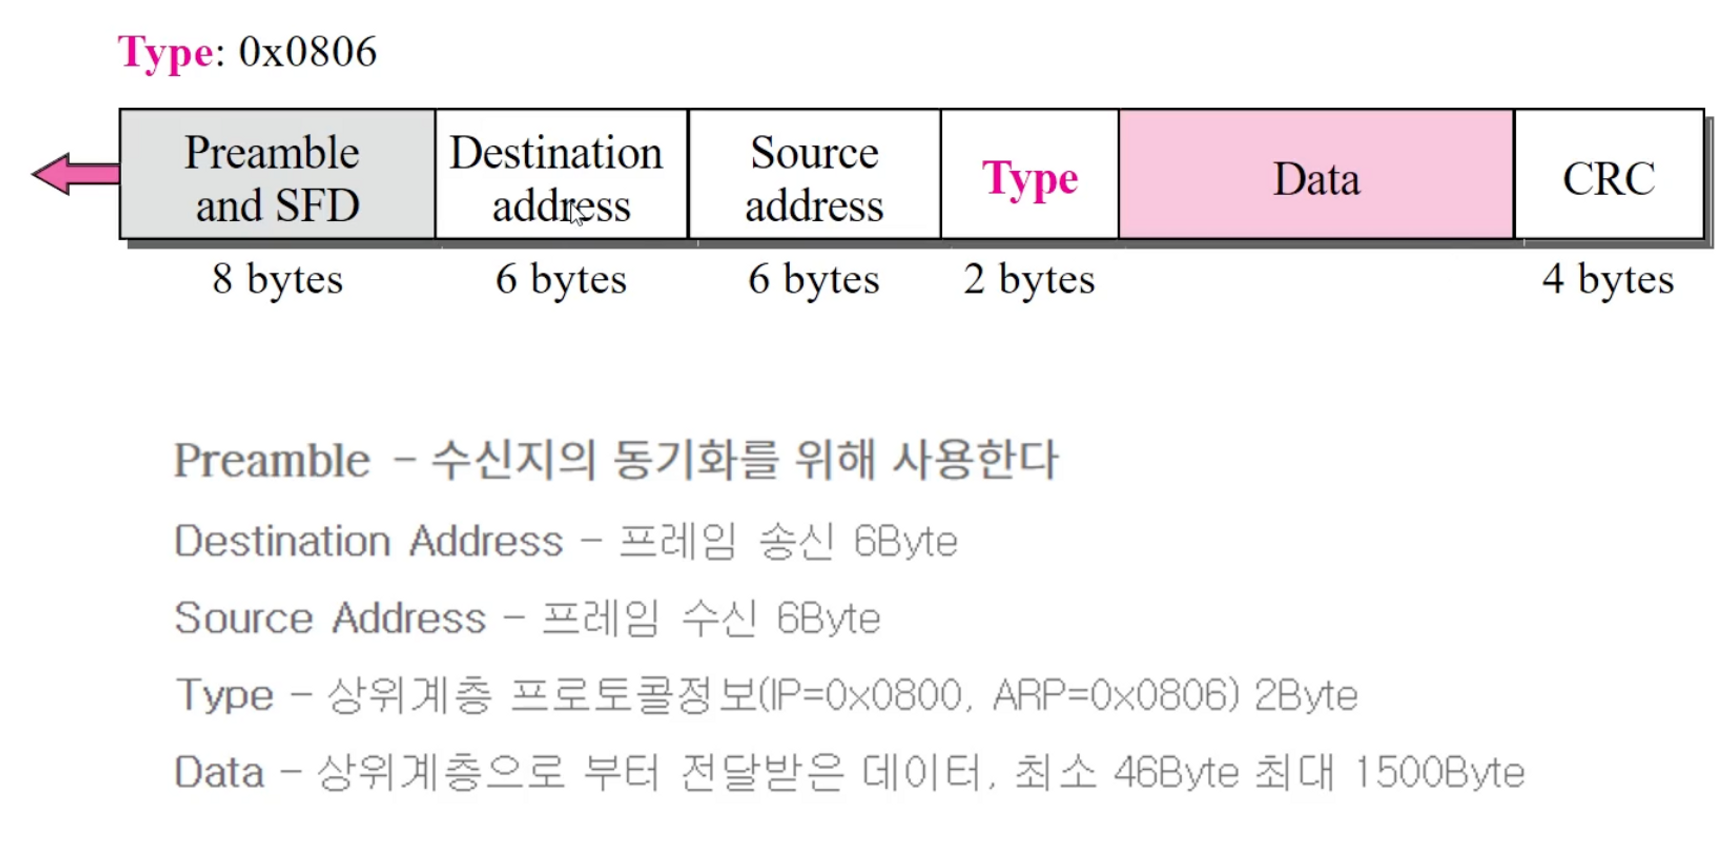 Type: 0x0806
Preamble
and SFD
Destination
address
Source
address
Type
Data
CRC
8 bytes
6 bytes
6 bytes
2 bytes
4 bytes
Preamble - 수신지의 동기화를 위해 사용한다
Destination Address - 프레임 송신 6Byte
Source Address - 프레임 수신 6Byte
Type - 상위계층 프로토콜정보(IP=0x0800, ARP=0x0806) 2Byte
Data - 상위계층으로 부터 전달받은 데이터, 최소 46Byte 최대 1500Byte